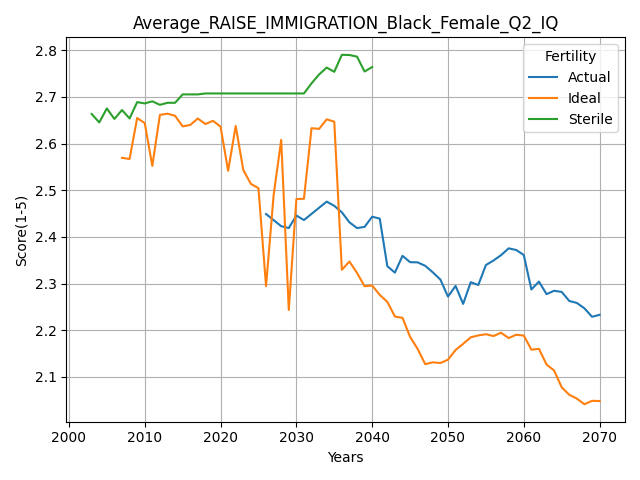 Average_RAISE_IMMIGRATION_Black_Female_Q2_IQ
Fertility
Actual
Ideal
Sterile
Score(1-5)
2.8
2.7
2.6
2.5
2.4
2.3
2.2
2.1
2000 2010 2020 2030 2040 2050 2060 2070
Years